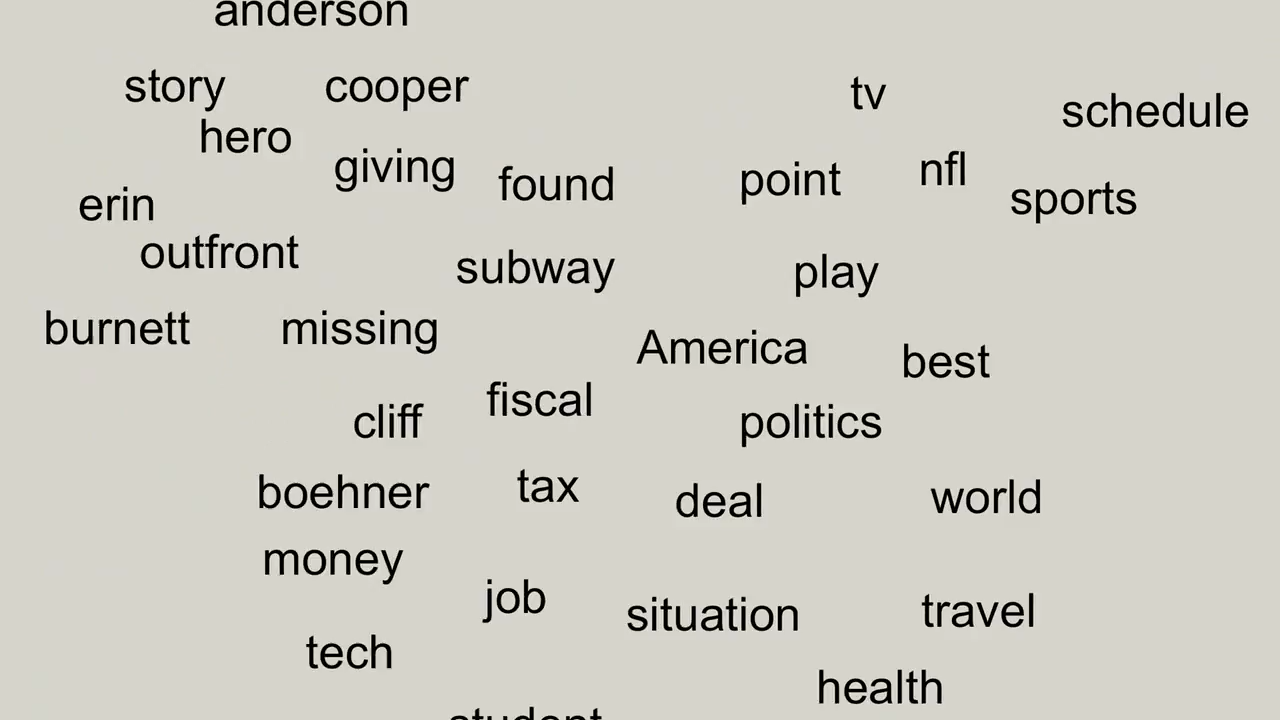 anderson
story cooper tv schedule
hero giving found point nfl sports
erin
outfront subway play
burnett missing America best
cliff fiscal politics
boehner tax deal world
money
job situation travel
tech health
student